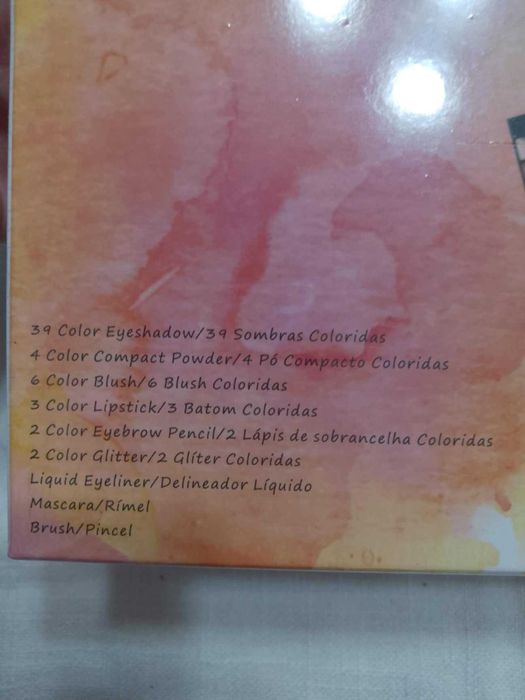 39 Color Eyeshadow/39 Sombras Coloridas
4 Color Compact Powder/4 Pó Compacto Coloridas
6 Color Blush/6 Blush Coloridas
3 Color Lipstick/3 Batom Coloridas
2 Color Eyebrow Pencil/2 Lápis de sobrancelha Coloridas
2 Color Glitter/2 Glíter Coloridas
Liquid Eyeliner/Delineador Líquido
Mascara/Rímel
Brush/Pincel